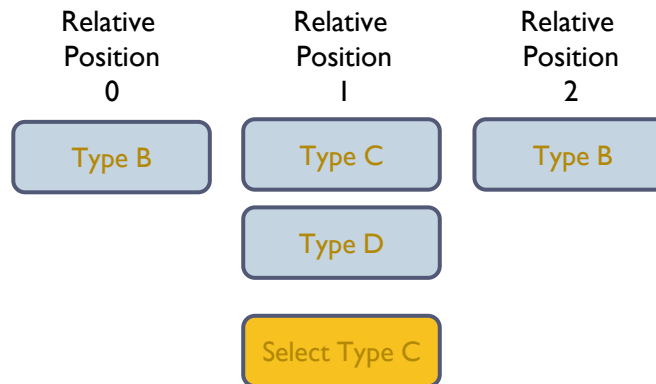 Relative
Position
0
Relative
Position
1
Relative
Position
2
Type B
Type C
Type B
Type D
Select Type C